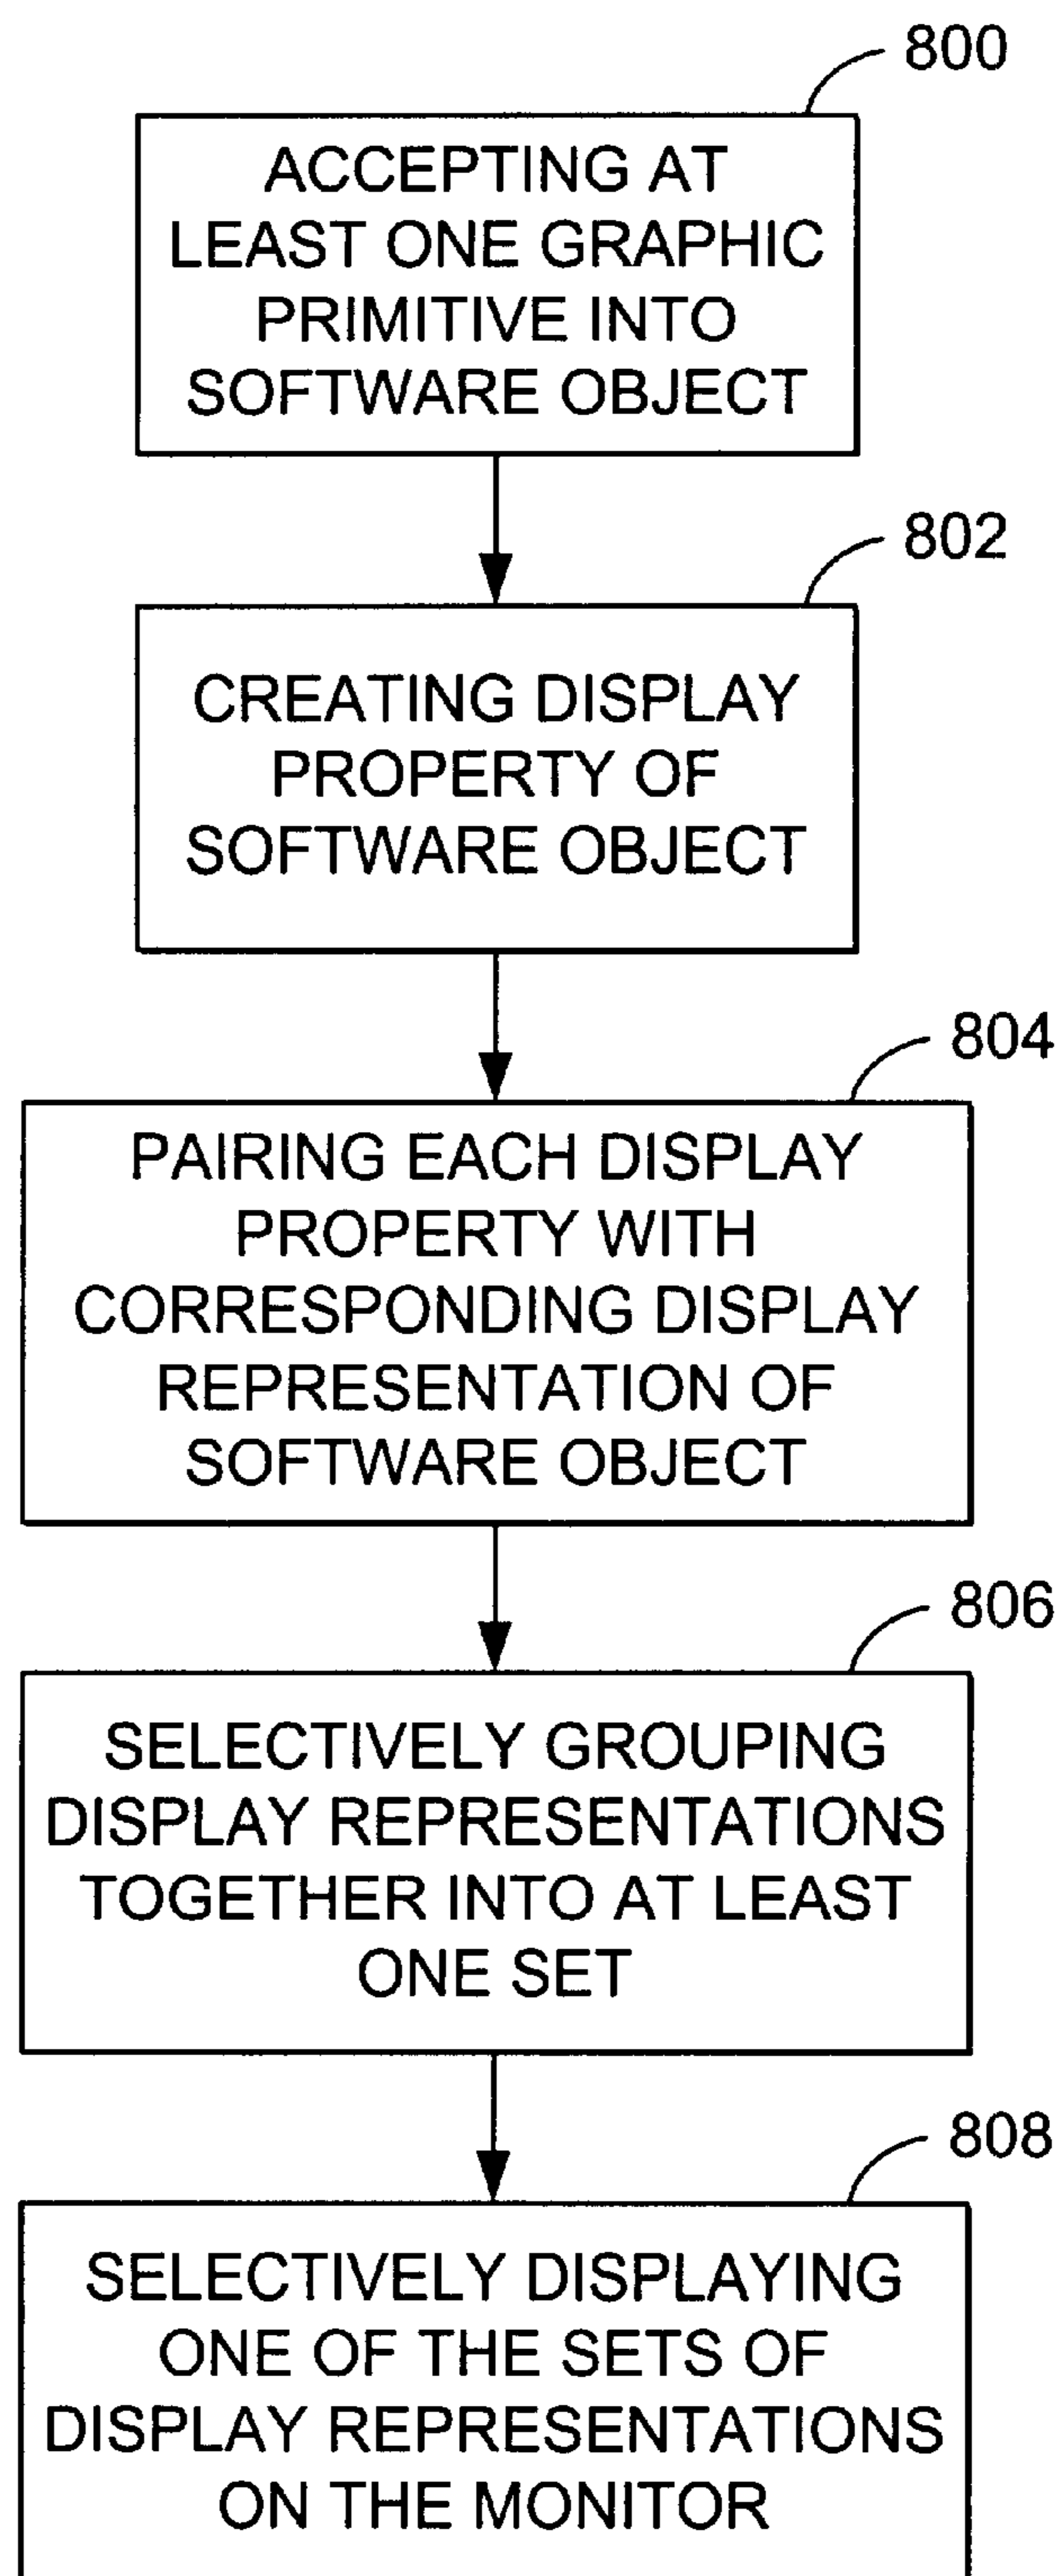 800
ACCEPTING AT
LEAST ONE GRAPHIC
PRIMITIVE INTO
SOFTWARE OBJECT
802
CREATING DISPLAY
PROPERTY OF
SOFTWARE OBJECT
804
PAIRING EACH DISPLAY
PROPERTY WITH
CORRESPONDING DISPLAY
REPRESENTATION OF
SOFTWARE OBJECT
806
SELECTIVELY GROUPING
DISPLAY REPRESENTATIONS
TOGETHER INTO AT LEAST
ONE SET
808
SELECTIVELY DISPLAYING
ONE OF THE SETS OF
DISPLAY REPRESENTATIONS
ON THE MONITOR